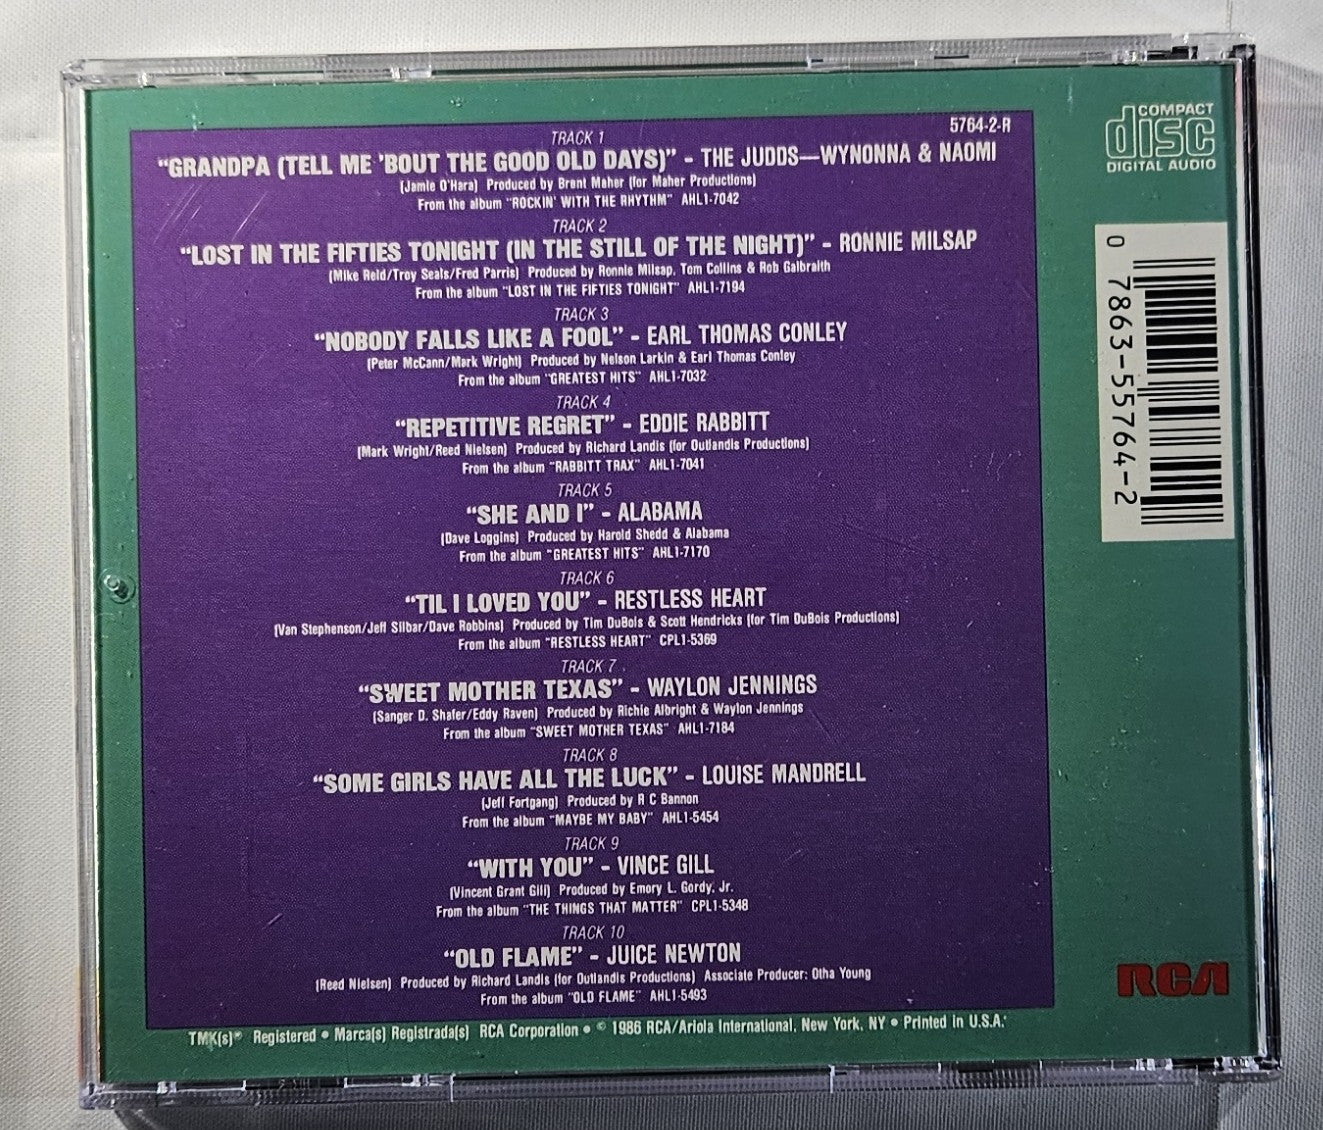 5764-2-R
TRACK 1
"GRANDPA (TELL ME 'BOUT THE GOOD OLD DAYS)" - THE JUDDS—WYNONNA & NAOMI
(Jamie O'Hara) Produced by Brent Maher (for Maher Productions)
From the album "ROCKIN' WITH THE RHYTHM" AHL1-7042
TRACK 2
"LOST IN THE FIFTIES TONIGHT (IN THE STILL OF THE NIGHT)" - RONNIE MILSAP
(Mike Reid/Troy Seals/Fred Parris) Produced by Ronnie Milsap, Tom Collins & Rob Galbraith
From the album "LOST IN THE FIFTIES TONIGHT" AHL1-7194
TRACK 3
"NOBODY FALLS LIKE A FOOL" - EARL THOMAS CONLEY
(Peter McCann/Mark Wright) Produced by Nelson Larkin & Earl Thomas Conley
From the album "GREATEST HITS" AHL1-7032
TRACK 4
"REPETITIVE REGRET" - EDDIE RABBITT
(Mark Wright/Reed Nielsen) Produced by Richard Landis (for Outlandis Productions)
From the album "RABBITT TRAX" AHL1-7041
TRACK 5
"SHE AND I" - ALABAMA
(Dave Loggins) Produced by Harold Shedd & Alabama
From the album "GREATEST HITS" AHL1-7170
TRACK 6
"TIL I LOVED YOU" - RESTLESS HEART
(Van Stephenson/Jeff Silbar/Dave Robbins) Produced by Tim DuBois & Scott Hendricks (for Tim DuBois Productions)
From the album "RESTLESS HEART" CPL1-5369
TRACK 7
"SWEET MOTHER TEXAS" - WAYLON JENNINGS
(Sanger D. Shafer/Eddy Raven) Produced by Richie Albright & Waylon Jennings
From the album "SWEET MOTHER TEXAS" AHL1-7184
TRACK 8
"SOME GIRLS HAVE ALL THE LUCK" - LOUISE MANDRELL
(Jeff Fortgang) Produced by R C Bannon
From the album "MAYBE MY BABY" AHL1-5454
TRACK 9
"WITH YOU" - VINCE GILL
(Vincent Grant Gill) Produced by Emory L. Gordy, Jr.
From the album "THE THINGS THAT MATTER" CPL1-5348
TRACK 10
"OLD FLAME" - JUICE NEWTON
(Reed Nielsen) Produced by Richard Landis (for Outlandis Productions) Associate Producer: Otha Young
From the album "OLD FLAME" AHL1-5493
TMK(s)® Registered • Marca(s) Registrada(s) RCA Corporation • © 1986 RCA/Ariola International, New York, NY • Printed in U.S.A.
COMPACT
disc
DIGITAL AUDIO
0 7863-55764-2
RCA